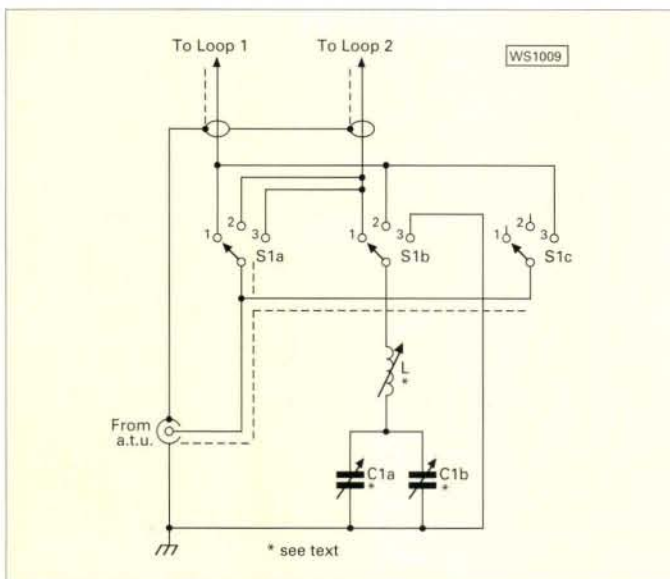 To Loop 1 To Loop 2
WS1009
1 2 3 S1a
1 2 3 S1b
1 2 3 S1c
L
*
From
a.t.u.
C1a
*
C1b
*
* see text